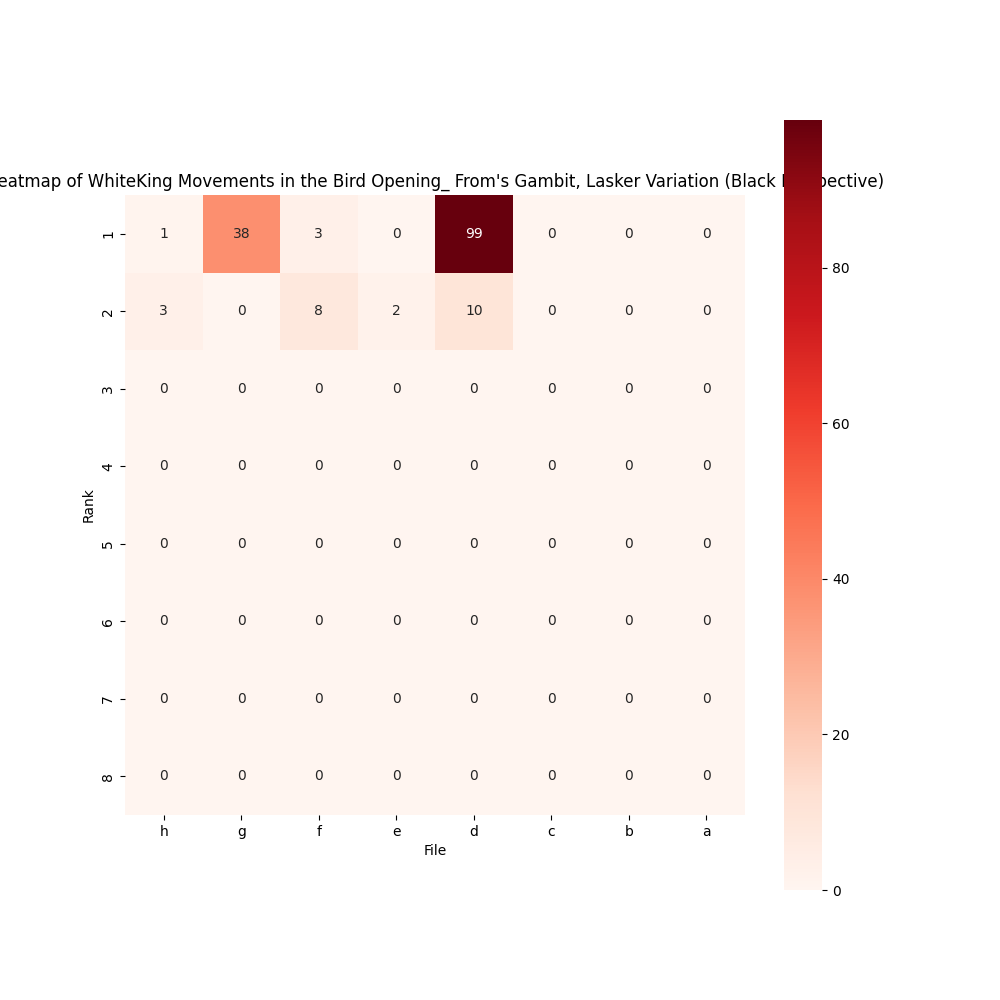 eatmap of WhiteKing Movements in the Bird Opening_ From's Gambit, Lasker Variation (Black pective)
1 1 38 3 0 99 0 0 0
2 3 0 8 2 10 0 0 0
3 0 0 0 0 0 0 0 0
4 0 0 0 0 0 0 0 0
5 0 0 0 0 0 0 0 0
6 0 0 0 0 0 0 0 0
7 0 0 0 0 0 0 0 0
8 0 0 0 0 0 0 0 0
Rank
h g f e d c b a
File
80
60
40
20
0